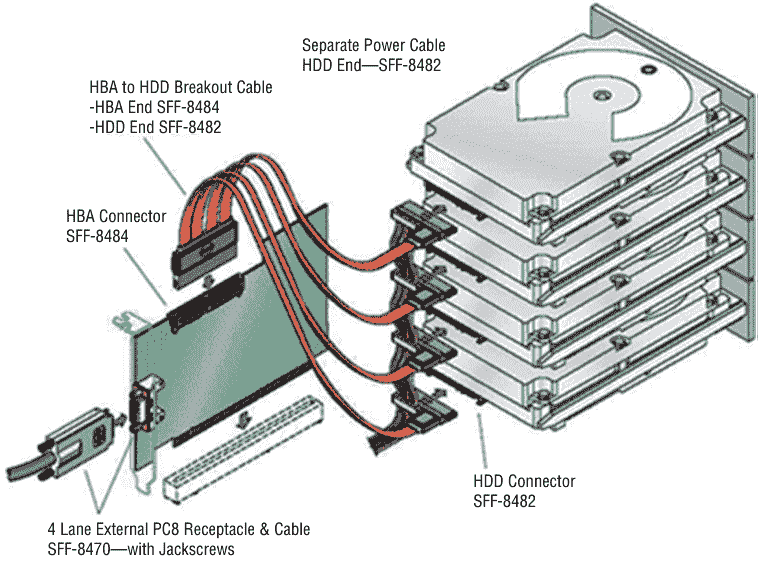 Separate Power Cable
HDD End—SFF-8482
HBA to HDD Breakout Cable
-HBA End SFF-8484
-HDD End SFF-8482
HBA Connector
SFF-8484
HDD Connector
SFF-8482
4 Lane External PC8 Receptacle & Cable
SFF-8470—with Jackscrews